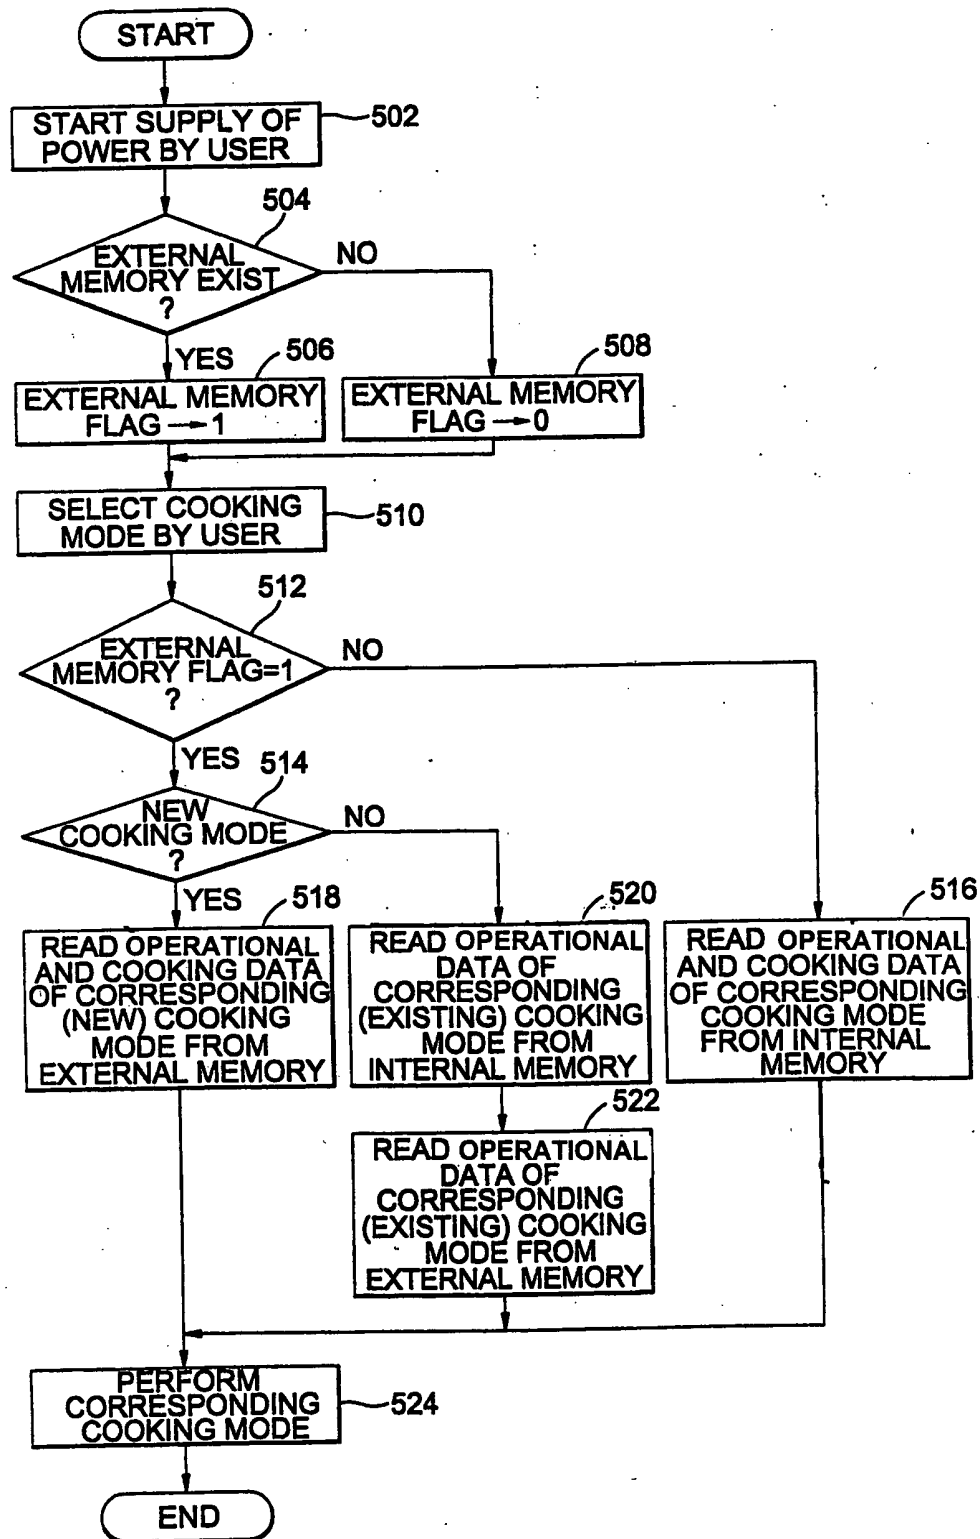 START
START SUPPLY OF
POWER BY USER
502
504
EXTERNAL
MEMORY EXIST
?
NO
YES
506
508
EXTERNAL MEMORY
FLAG → 1
EXTERNAL MEMORY
FLAG → 0
SELECT COOKING
MODE BY USER
510
512
EXTERNAL
MEMORY FLAG=1
?
NO
YES
514
NEW
COOKING MODE
?
NO
YES
518
520
516
READ OPERATIONAL
AND COOKING DATA
OF CORRESPONDING
(NEW) COOKING
MODE FROM
EXTERNAL MEMORY
READ OPERATIONAL
DATA OF
CORRESPONDING
(EXISTING) COOKING
MODE FROM
INTERNAL MEMORY
READ OPERATIONAL
AND COOKING DATA
OF CORRESPONDING
COOKING MODE
FROM INTERNAL
MEMORY
522
READ OPERATIONAL
DATA OF
CORRESPONDING
(EXISTING) COOKING
MODE FROM
EXTERNAL MEMORY
PERFORM
CORRESPONDING
COOKING MODE
524
END